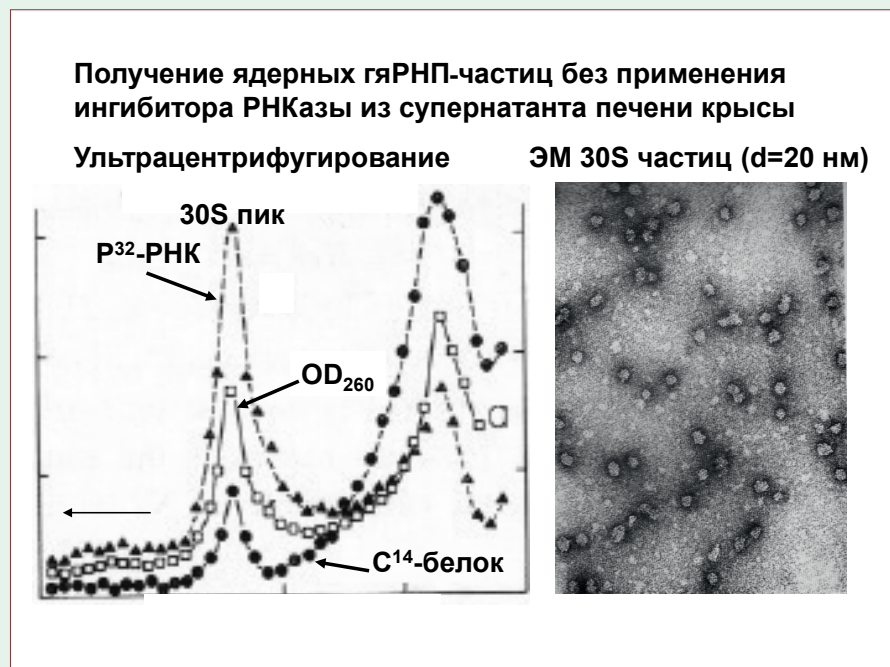 Получение ядерных гяРНП-частиц без применения
ингибитора РНКазы из супернатанта печени крысы
Ультрацентрифугирование
ЭМ 30S частиц (d=20 нм)
30S пик
P³²-РНК
OD₂₆₀
C¹⁴-белок